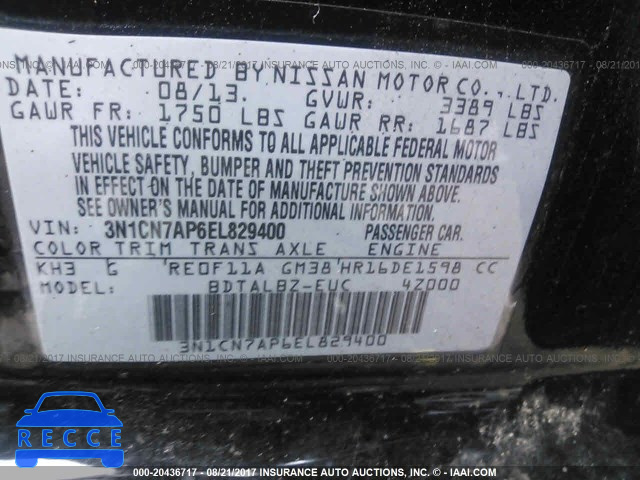 000-20436717 - 08/21/2017 INSURANCE AUTO AUCTIONS, INC. - © - IAAI.COM
MANUFACTURED BY NISSAN MOTOR CO., LTD.
DATE: 08/13. GVWR: 3389 LBS
GAWR FR: 1750 LBS GAWR RR: 1687 LBS
THIS VEHICLE CONFORMS TO ALL APPLICABLE FEDERAL MOTOR
VEHICLE SAFETY, BUMPER AND THEFT PREVENTION STANDARDS
IN EFFECT ON THE DATE OF MANUFACTURE SHOWN ABOVE.
SEE OWNER'S MANUAL FOR ADDITIONAL INFORMATION.
VIN: 3N1CN7AP6EL829400 PASSENGER CAR.
COLOR TRIM TRANS AXLE ENGINE
KH3 G RE0F11A GM38 HR16DE1598 CC
MODEL: BDTALBZ-EUC 4Z000
3N1CN7AP6EL829400
RECCE
000-20436717 - 08/21/2017 INSURANCE AUTO AUCTIONS, INC. - © - IAAI.COM